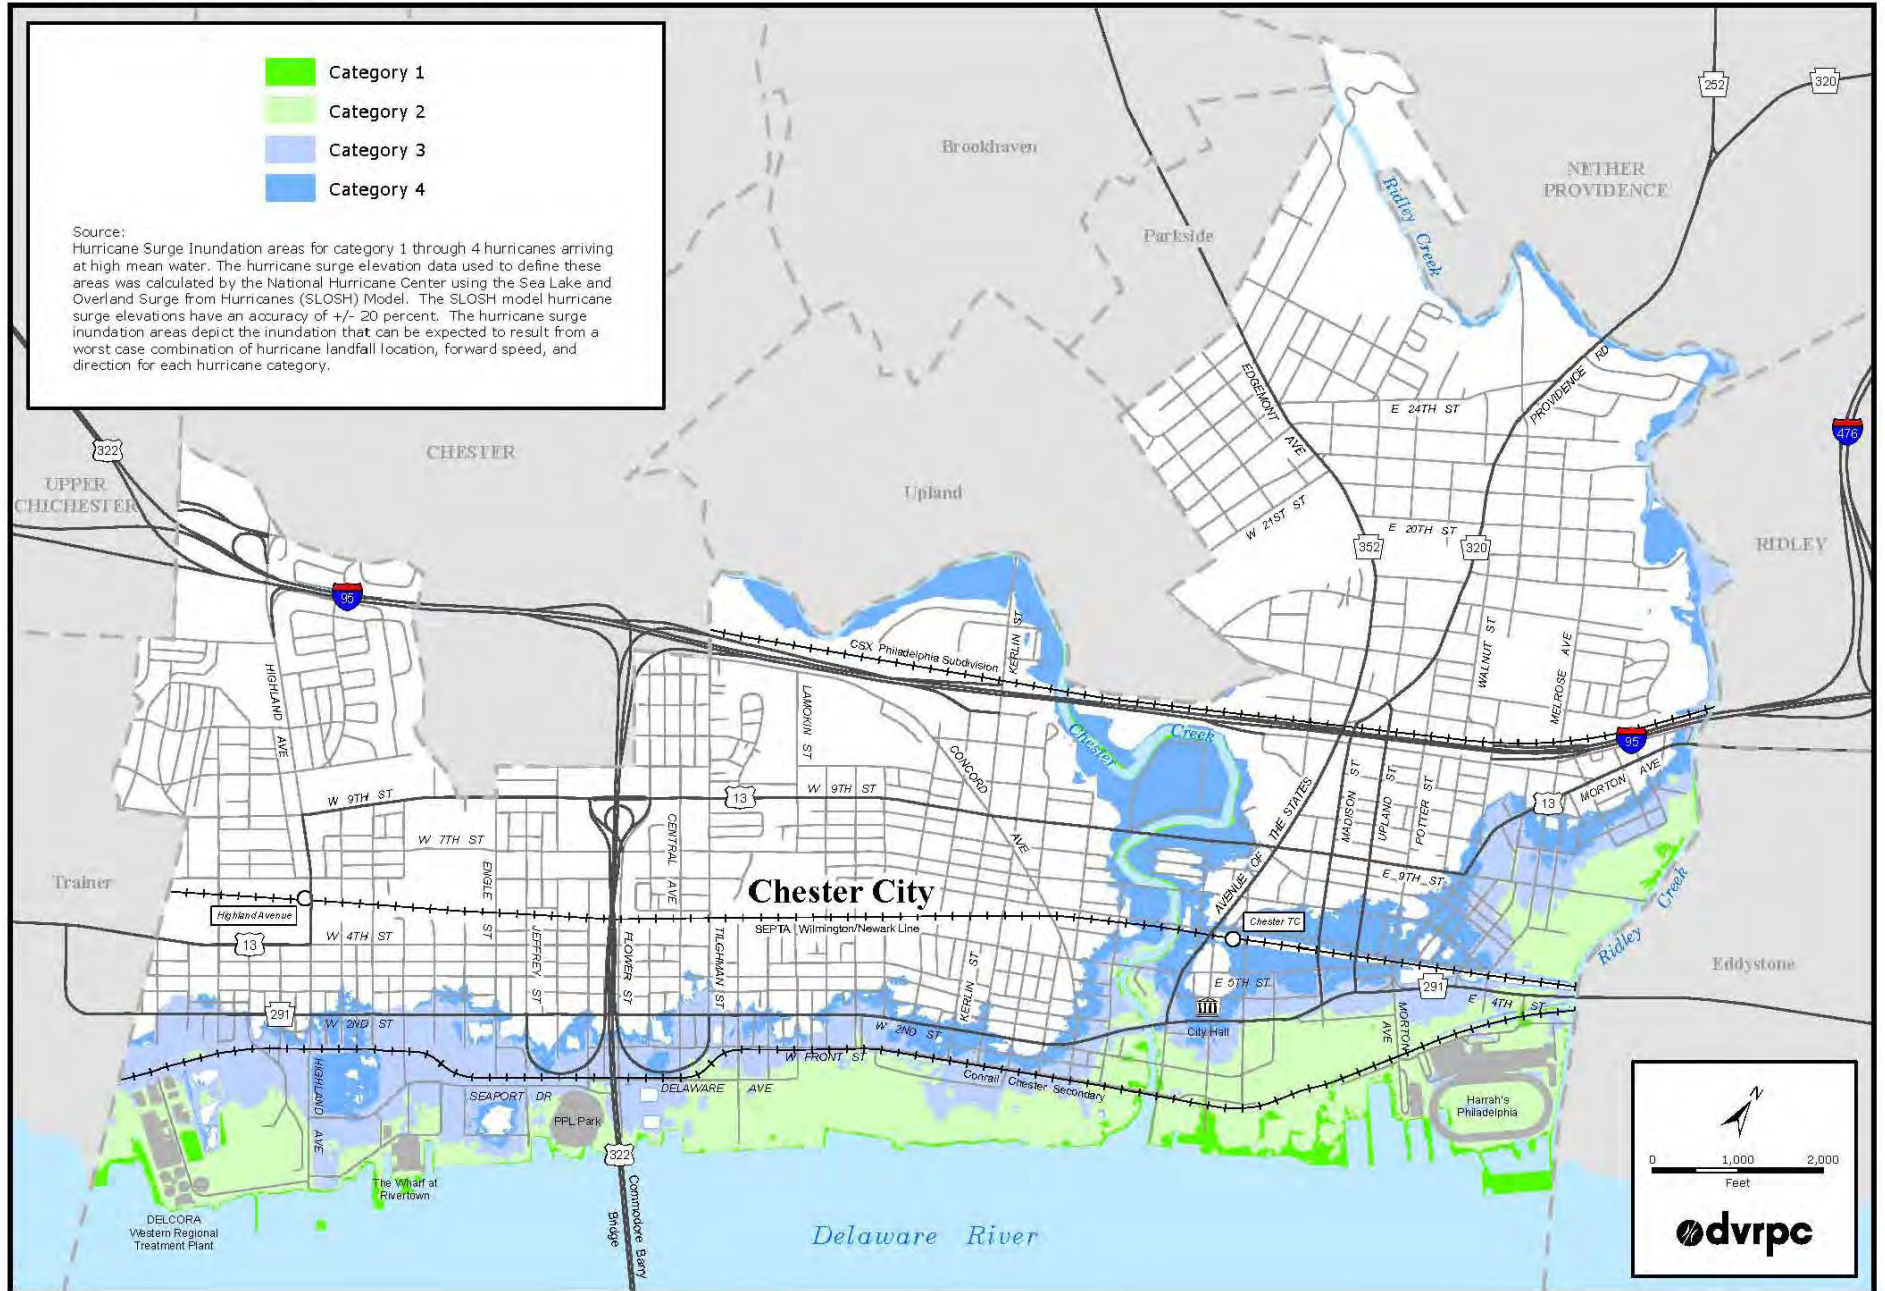 Category 1
Category 2
Category 3
Category 4
Source:
Hurricane Surge Inundation areas for category 1 through 4 hurricanes arriving
at high mean water. The hurricane surge elevation data used to define these
areas was calculated by the National Hurricane Center using the Sea Lake and
Overland Surge from Hurricanes (SLOSH) Model. The SLOSH model hurricane
surge elevations have an accuracy of +/- 20 percent. The hurricane surge
inundation areas depict the inundation that can be expected to result from a
worst case combination of hurricane landfall location, forward speed, and
direction for each hurricane category.
252
320
Brookhaven
NETHER
PROVIDENCE
Ridley Creek
Parkside
PROVIDENCE RD
EDGEMONT AVE
E 24TH ST
476
322
CHESTER
UPPER
CHICHESTER
Upland
W 21ST ST
E 20TH ST
352
320
RIDLEY
95
KERLIN ST
CSX Philadelphia Subdivision
WALNUT ST
MELROSE AVE
HIGHLAND AVE
LAMOKIN ST
Chester Creek
CONCORD AVE
95
MORTON AVE
13
W 9TH ST
13
W 9TH ST
MADISON ST
UPLAND ST
POTTER ST
AVENUE OF THE STATES
W 7TH ST
CENTRAL AVE
ENGLE ST
E 9TH ST
Trainer
Chester City
Ridley Creek
Highland Avenue
13
W 4TH ST
JEFFREY ST
FLOWER ST
TILGHMAN ST
SEPTA Wilmington/Newark Line
Chester TC
KERLIN ST
E 5TH ST
Eddystone
291
E 4TH ST
291
W 2ND ST
W 2ND ST
City Hall
MORTON AVE
W FRONT ST
HIGHLAND AVE
SEAPORT DR
DELAWARE AVE
Conrail Chester Secondary
Harrah's
Philadelphia
PPL Park
322
The Wharf at
Rivertown
DELCORA
Western Regional
Treatment Plant
Commodore Barry
Bridge
Delaware River
N
0 1,000 2,000
Feet
dvrpc